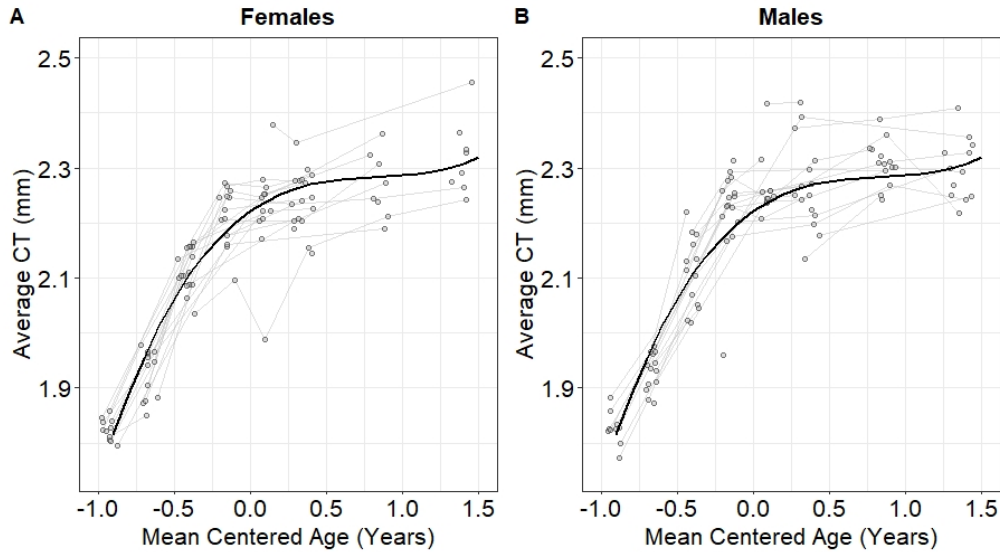 A Females B Males
2.5 2.5
2.3 2.3
2.1 2.1
1.9 1.9
Average CT (mm) Average CT (mm)
-1.0 -0.5 0.0 0.5 1.0 1.5 -1.0 -0.5 0.0 0.5 1.0 1.5
Mean Centered Age (Years) Mean Centered Age (Years)